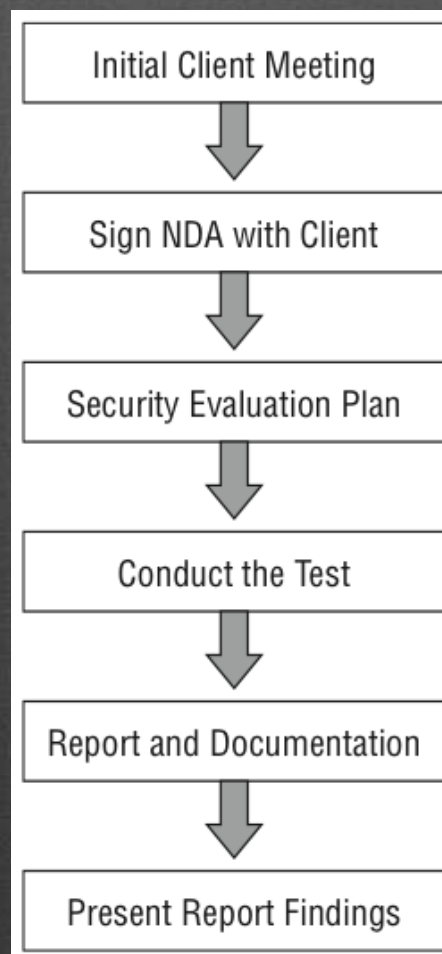 Initial Client Meeting
Sign NDA with Client
Security Evaluation Plan
Conduct the Test
Report and Documentation
Present Report Findings